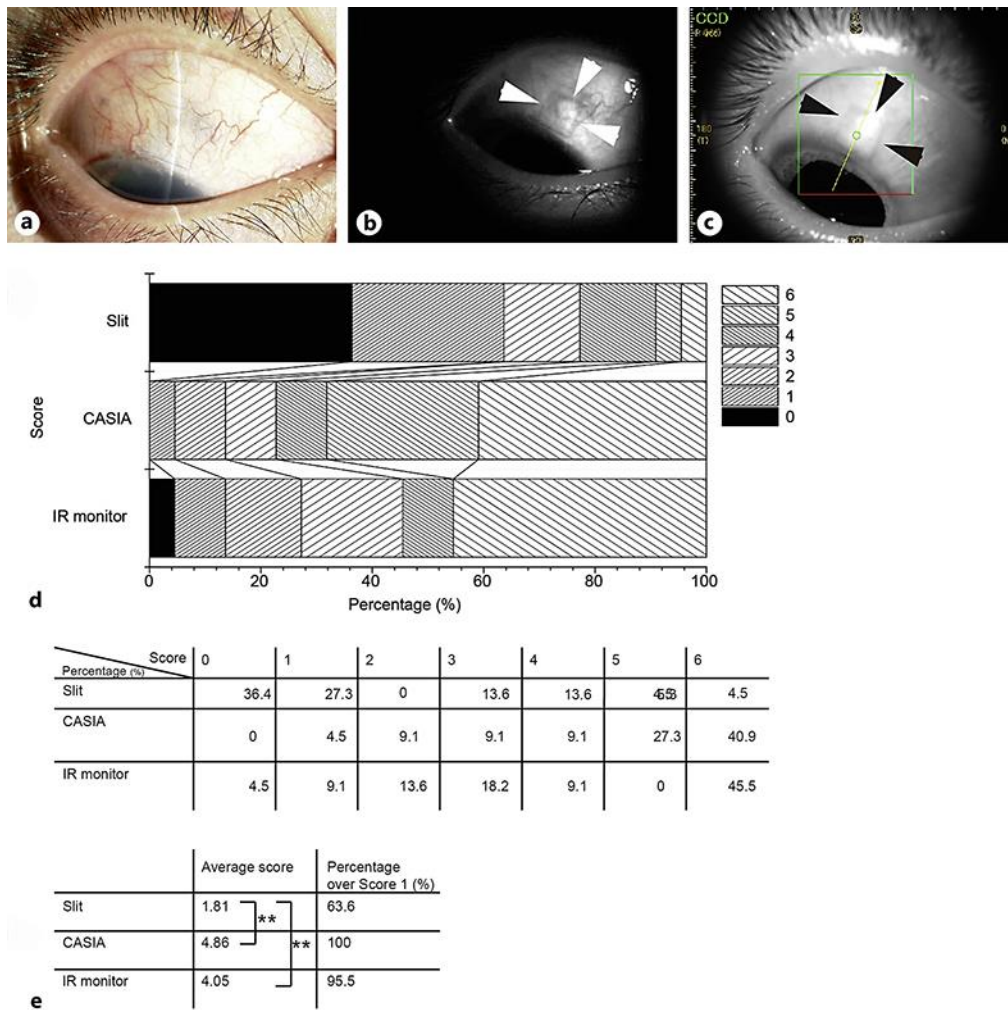 a
b
CCD
180
(T)
c
Score
Slit
CASIA
IR monitor
0 20 40 60 80 100
Percentage (%)
6
5
4
3
2
1
0
d
Score 0 1 2 3 4 5 6
Percentage (%)
Slit 36.4 27.3 0 13.6 13.6 4.5
CASIA 0 4.5 9.1 9.1 9.1 27.3 40.9
IR monitor 4.5 9.1 13.6 18.2 9.1 0 45.5
Average score Percentage
over Score 1 (%)
Slit 1.81 63.6
**
CASIA 4.86 100
**
IR monitor 4.05 95.5
e